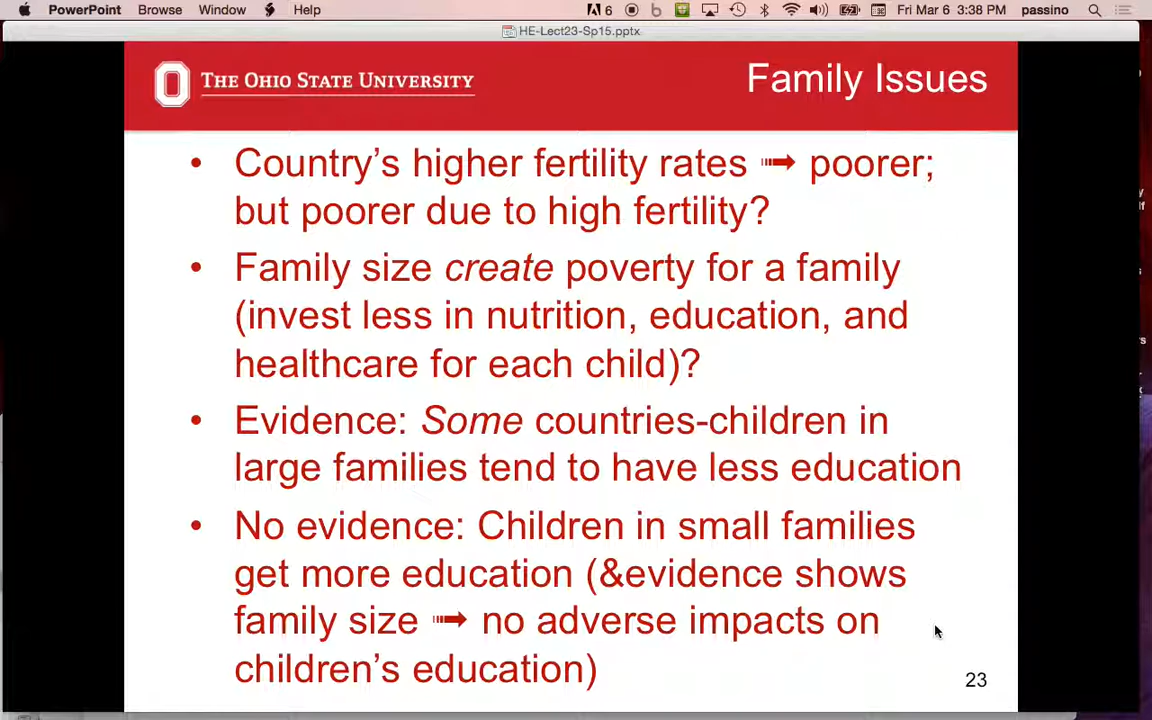 PowerPoint Browse Window Help 6 Fri Mar 6 3:38 PM passino
HE-Lect23-Sp15.pptx
THE OHIO STATE UNIVERSITY
Family Issues
• Country's higher fertility rates ➟ poorer;
but poorer due to high fertility?
• Family size create poverty for a family
(invest less in nutrition, education, and
healthcare for each child)?
• Evidence: Some countries-children in
large families tend to have less education
• No evidence: Children in small families
get more education (&evidence shows
family size ➟ no adverse impacts on
children's education)
23